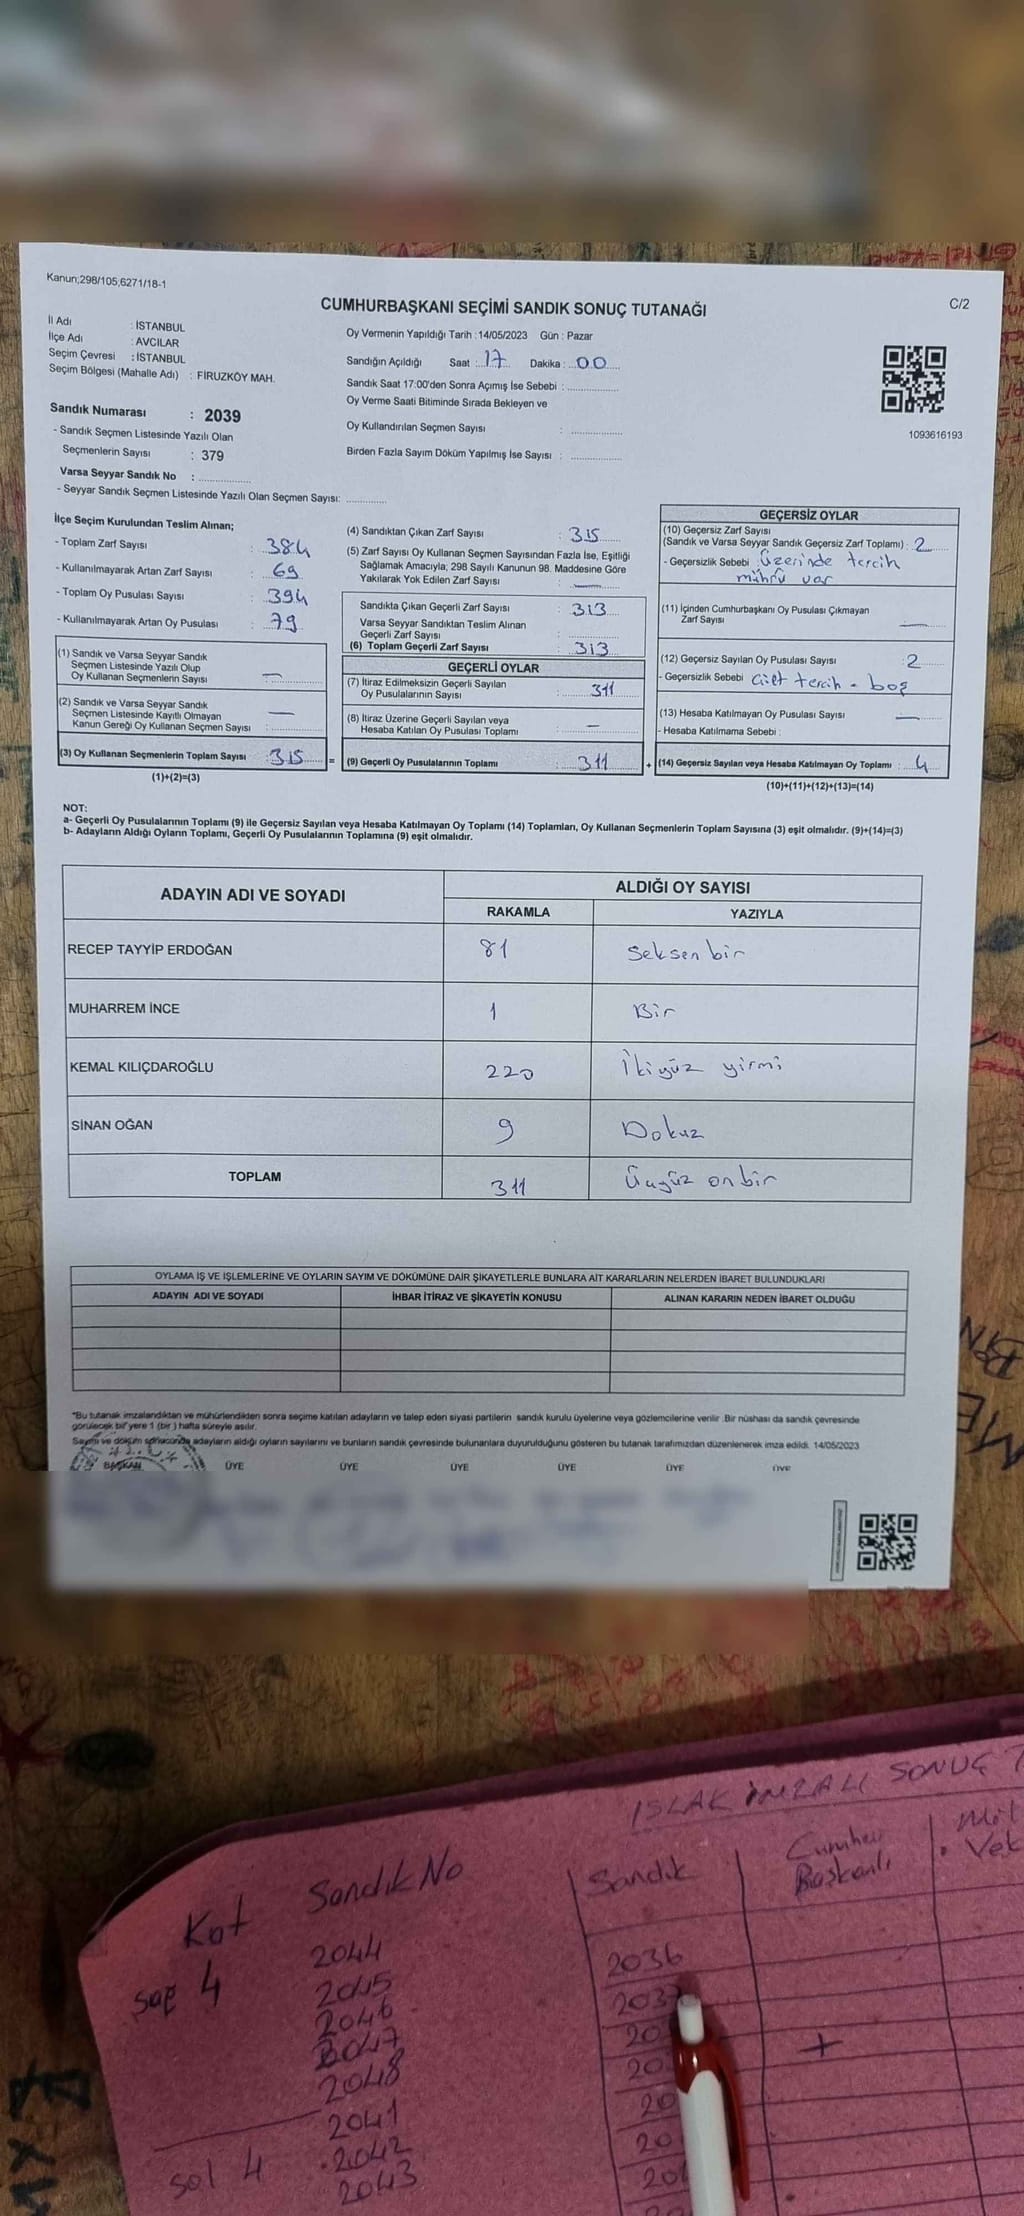 Kanun;298/105,6271/18-1
CUMHURBAŞKANI SEÇİMİ SANDIK SONUÇ TUTANAĞI
C/2
İl Adı : İSTANBUL
İlçe Adı : AVCILAR
Seçim Çevresi : İSTANBUL
Seçim Bölgesi (Mahalle Adı) : FİRUZKÖY MAH.
Oy Vermenin Yapıldığı Tarih :14/05/2023 Gün : Pazar
Sandığın Açıldığı Saat : 17 Dakika : 00
Sandık Saat 17:00'den Sonra Açımış İse Sebebi :
Oy Verme Saati Bitiminde Sırada Bekleyen ve
Oy Kullandırılan Seçmen Sayısı :
Birden Fazla Sayım Döküm Yapılmış İse Sayısı :
1093616193
Sandık Numarası : 2039
- Sandık Seçmen Listesinde Yazılı Olan
Seçmenlerin Sayısı : 379
Varsa Seyyar Sandık No :
- Seyyar Sandık Seçmen Listesinde Yazılı Olan Seçmen Sayısı:
İlçe Seçim Kurulundan Teslim Alınan;
- Toplam Zarf Sayısı : 384
- Kullanılmayarak Artan Zarf Sayısı : 69
- Toplam Oy Pusulası Sayısı : 394
- Kullanılmayarak Artan Oy Pusulası : 79
(1) Sandık ve Varsa Seyyar Sandık
Seçmen Listesinde Yazılı Olup
Oy Kullanan Seçmenlerin Sayısı : —
(2) Sandık ve Varsa Seyyar Sandık
Seçmen Listesinde Kayıtlı Olmayan
Kanun Gereği Oy Kullanan Seçmen Sayısı : —
(3) Oy Kullanan Seçmenlerin Toplam Sayısı : 315 =
(1)+(2)=(3)
(4) Sandıktan Çıkan Zarf Sayısı : 315
(5) Zarf Sayısı Oy Kullanan Seçmen Sayısından Fazla İse, Eşitliği
Sağlamak Amacıyla; 298 Sayılı Kanunun 98. Maddesine Göre
Yakılarak Yok Edilen Zarf Sayısı : —
Sandıkta Çıkan Geçerli Zarf Sayısı : 313
Varsa Seyyar Sandıktan Teslim Alınan
Geçerli Zarf Sayısı :
(6) Toplam Geçerli Zarf Sayısı : 313
GEÇERLİ OYLAR
(7) İtiraz Edilmeksizin Geçerli Sayılan
Oy Pusulalarının Sayısı : 311
(8) İtiraz Üzerine Geçerli Sayılan veya
Hesaba Katılan Oy Pusulası Toplamı : —
(9) Geçerli Oy Pusulalarının Toplamı : 311 +
GEÇERSİZ OYLAR
(10) Geçersiz Zarf Sayısı
(Sandık ve Varsa Seyyar Sandık Geçersiz Zarf Toplamı) : 2
- Geçersizlik Sebebi : üzerinde tercih
mührü var
(11) İçinden Cumhurbaşkanı Oy Pusulası Çıkmayan
Zarf Sayısı : —
(12) Geçersiz Sayılan Oy Pusulası Sayısı : 2
- Geçersizlik Sebebi Çift tercih - boş
(13) Hesaba Katılmayan Oy Pusulası Sayısı : —
- Hesaba Katılmama Sebebi :
(14) Geçersiz Sayılan veya Hesaba Katılmayan Oy Toplamı : 4
(10)+(11)+(12)+(13)=(14)
NOT:
a- Geçerli Oy Pusulalarının Toplamı (9) ile Geçersiz Sayılan veya Hesaba Katılmayan Oy Toplamı (14) Toplamları, Oy Kullanan Seçmenlerin Toplam Sayısına (3) eşit olmalıdır. (9)+(14)=(3)
b- Adayların Aldığı Oyların Toplamı, Geçerli Oy Pusulalarının Toplamına (9) eşit olmalıdır.
ADAYIN ADI VE SOYADI ALDIĞI OY SAYISI
RAKAMLA YAZIYLA
RECEP TAYYİP ERDOĞAN 81 Seksen bir
MUHARREM İNCE 1 Bir
KEMAL KILIÇDAROĞLU 220 İkiyüz yirmi
SİNAN OĞAN 9 Dokuz
TOPLAM 311 Üçyüz onbir
OYLAMA İŞ VE İŞLEMLERİNE VE OYLARIN SAYIM VE DÖKÜMÜNE DAİR ŞİKAYETLERLE BUNLARA AİT KARARLARIN NELERDEN İBARET BULUNDUKLARI
ADAYIN ADI VE SOYADI İHBAR İTİRAZ VE ŞİKAYETİN KONUSU ALINAN KARARIN NEDEN İBARET OLDUĞU
"Bu tutanak imzalandıktan ve mühürlendikten sonra seçime katılan adayların ve talep eden siyasi partilerin sandık kurulu üyelerine veya gözlemcilerine verilir .Bir nüshası da sandık çevresinde
görülecek bir yere 1 (bir ) hafta süreyle asılır.
Sayım ve döküm sonucunda adayların aldığı oyların sayılarını ve bunların sandık çevresinde bulunanlara duyurulduğunu gösteren bu tutanak tarafımızdan düzenlenerek imza edildi. 14/05/2023
BAŞKAN ÜYE ÜYE ÜYE ÜYE ÜYE ÜYE
ISLAK İMZALI SONUÇ
Kat Sandık No Sandık Cumhur Başkanlı
Vek
sağ 4
2044
2045
2046
2047
2048
sol 4
2041
2042
2043
2036
2037
+